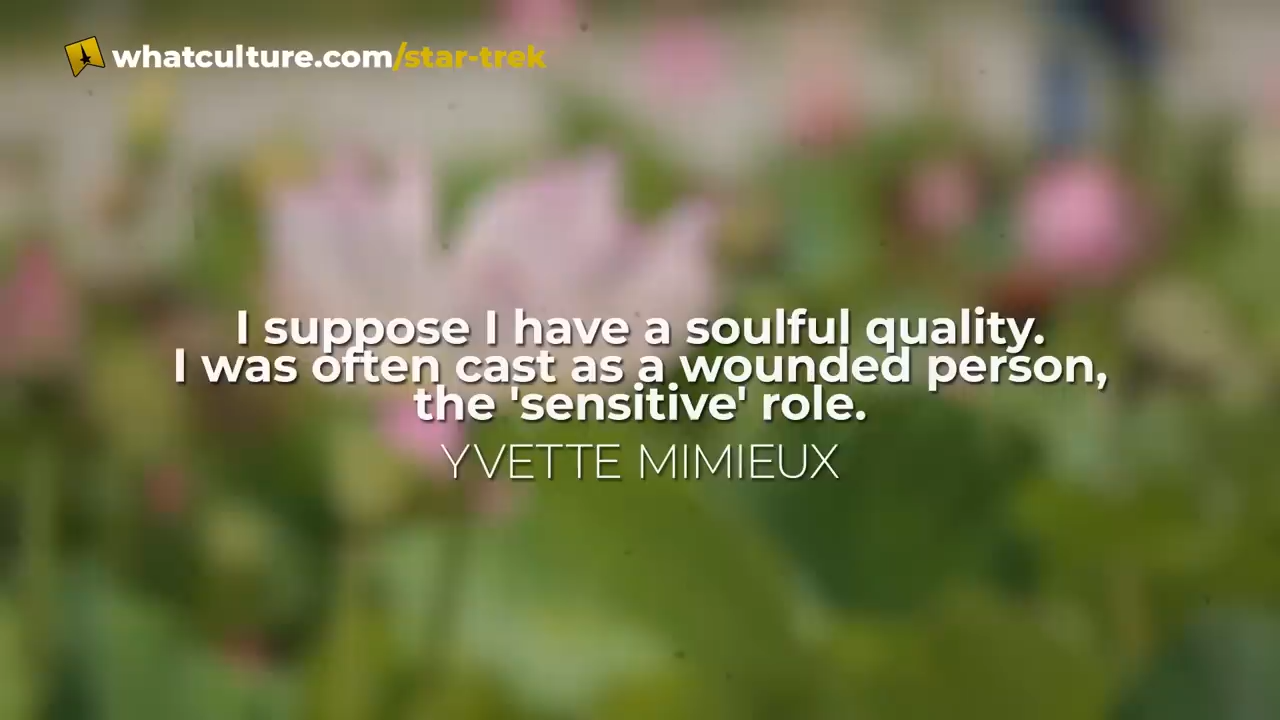 whatculture.com/star-trek
I suppose I have a soulful quality.
I was often cast as a wounded person,
the 'sensitive' role.
YVETTE MIMIEUX